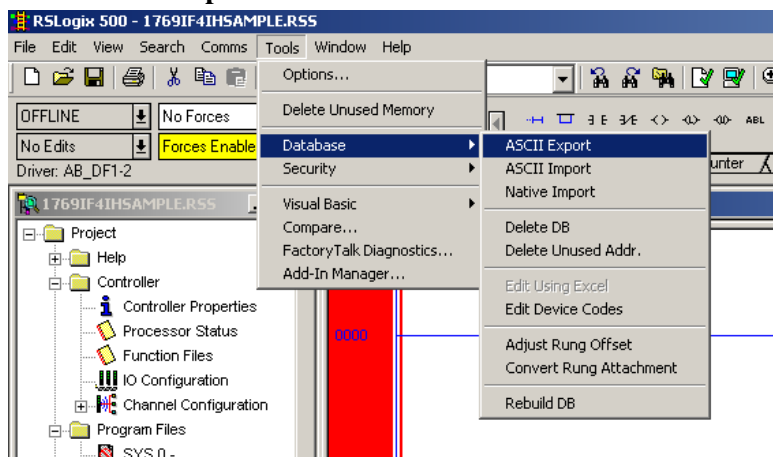 RSLogix 500 - 1769IF4IHSAMPLE.RSS
File Edit View Search Comms Tools Window Help
Options...
OFFLINE No Forces
Delete Unused Memory
ABL
No Edits Forces Enable
Database ASCII Export
Driver: AB_DF1-2
Security ASCII Import
unter
Native Import
1769IF4IHSAMPLE.RSS
Visual Basic
Compare... Delete DB
Project
FactoryTalk Diagnostics... Delete Unused Addr.
Help
Add-In Manager...
Controller
Edit Using Excel
Controller Properties
Edit Device Codes
Processor Status
0000
Function Files
Adjust Rung Offset
IO Configuration
Convert Rung Attachment
Channel Configuration
Rebuild DB
Program Files
SYS 0 -